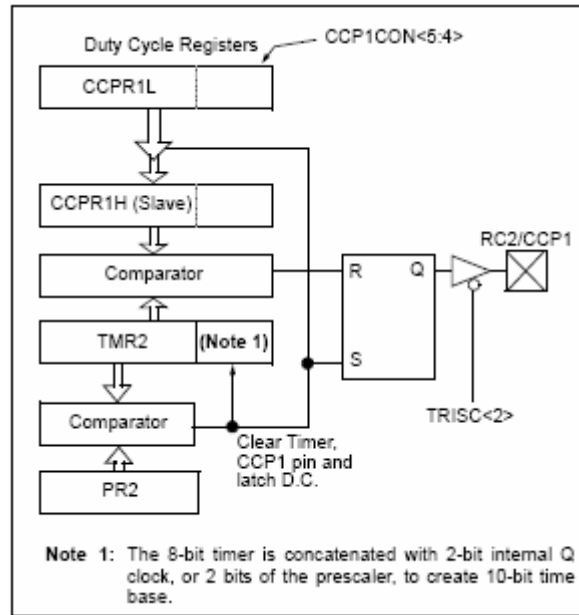 Duty Cycle Registers
CCP1CON<5:4>
CCPR1L
CCPR1H (Slave)
RC2/CCP1
Comparator
R
Q
TMR2
(Note 1)
S
Comparator
TRISC<2>
Clear Timer,
CCP1 pin and
latch D.C.
PR2
Note 1: The 8-bit timer is concatenated with 2-bit internal Q
clock, or 2 bits of the prescaler, to create 10-bit time
base.